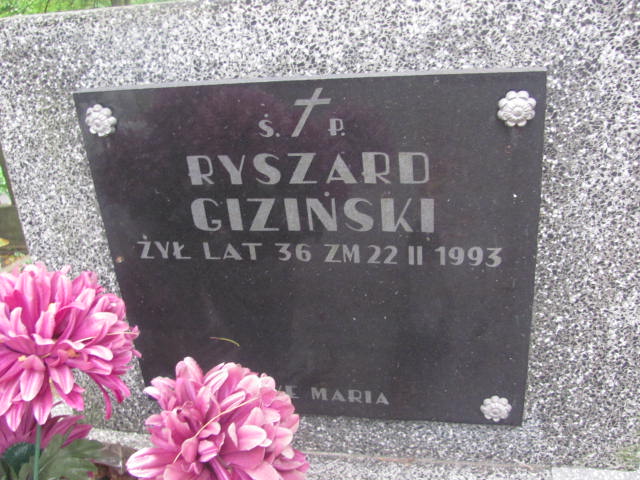 Ś. P.
RYSZARD
GIZIŃSKI
ŻYŁ LAT 36 ZM 22 II 1993
MARIA